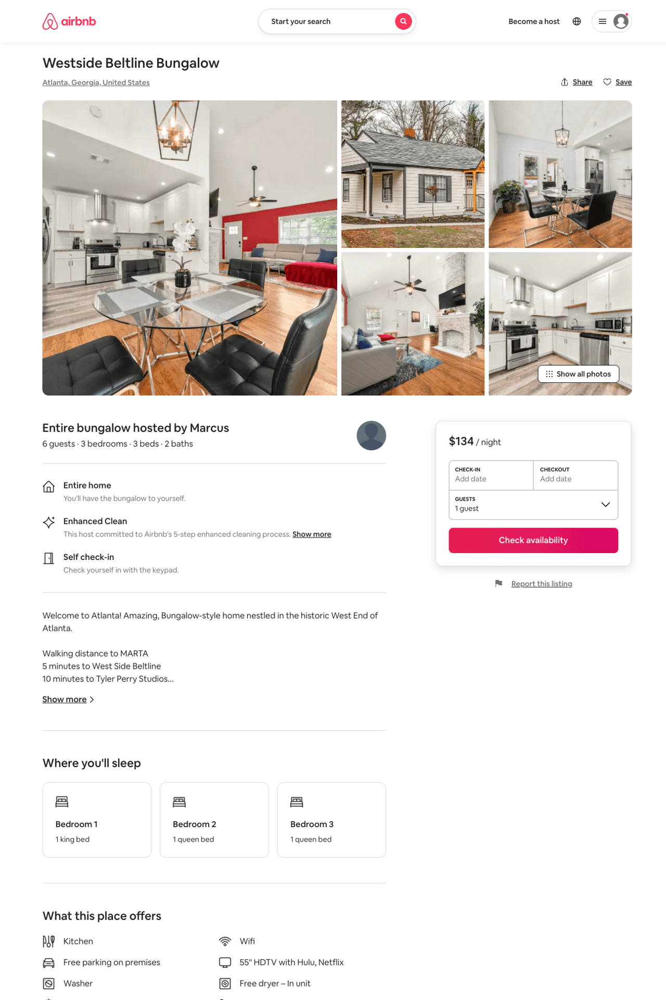 airbnb
Start your search
Become a host
Westside Beltline Bungalow
Atlanta, Georgia, United States
Share
Save
Show all photos
Entire bungalow hosted by Marcus
6 guests · 3 bedrooms · 3 beds · 2 baths
$134 / night
CHECK-IN
Add date
CHECKOUT
Add date
GUESTS
1 guest
Check availability
Report this listing
Entire home
You'll have the bungalow to yourself.
Enhanced Clean
This host committed to Airbnb's 5-step enhanced cleaning process. Show more
Self check-in
Check yourself in with the keypad.
Welcome to Atlanta! Amazing, Bungalow-style home nestled in the historic West End of
Atlanta.
Walking distance to MARTA
5 minutes to West Side Beltline
10 minutes to Tyler Perry Studios...
Show more
Where you'll sleep
Bedroom 1
1 king bed
Bedroom 2
1 queen bed
Bedroom 3
1 queen bed
What this place offers
Kitchen
Wifi
Free parking on premises
55" HDTV with Hulu, Netflix
Washer
Free dryer – In unit